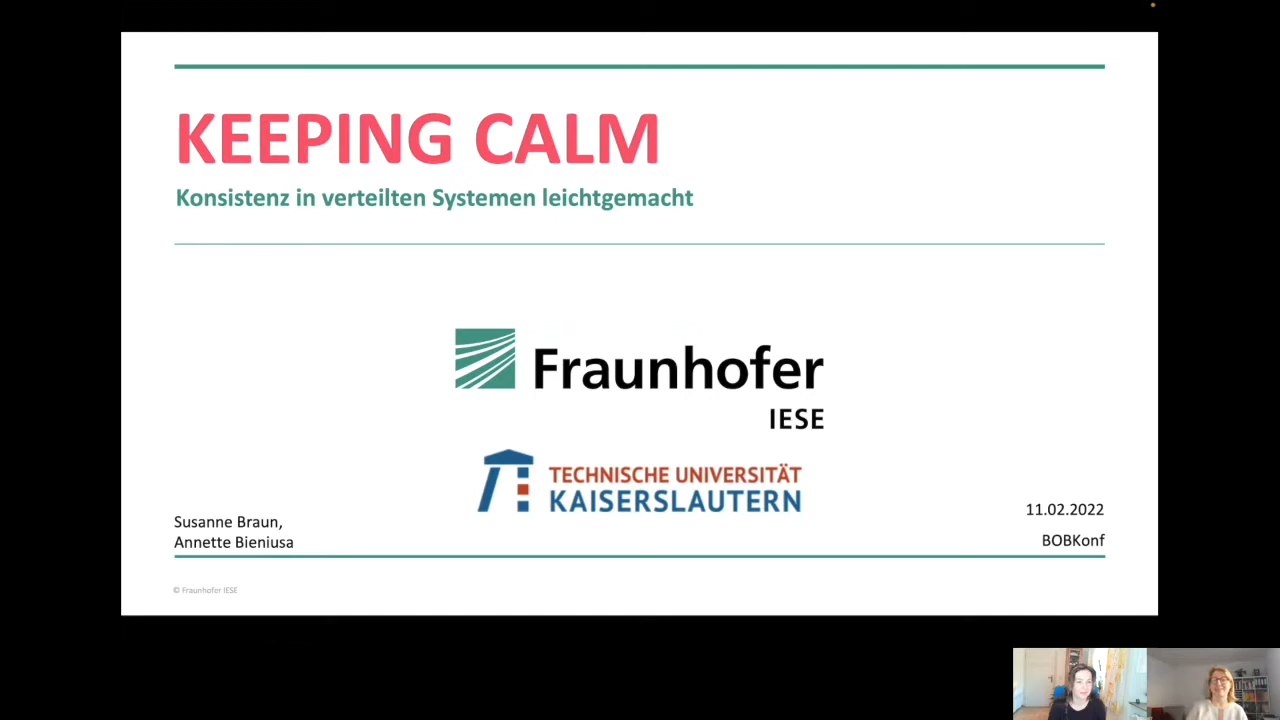 KEEPING CALM
Konsistenz in verteilten Systemen leichtgemacht
Fraunhofer
IESE
TECHNISCHE UNIVERSITÄT
KAISERSLAUTERN
Susanne Braun,
Annette Bieniusa
11.02.2022
BOBKonf
© Fraunhofer IESE